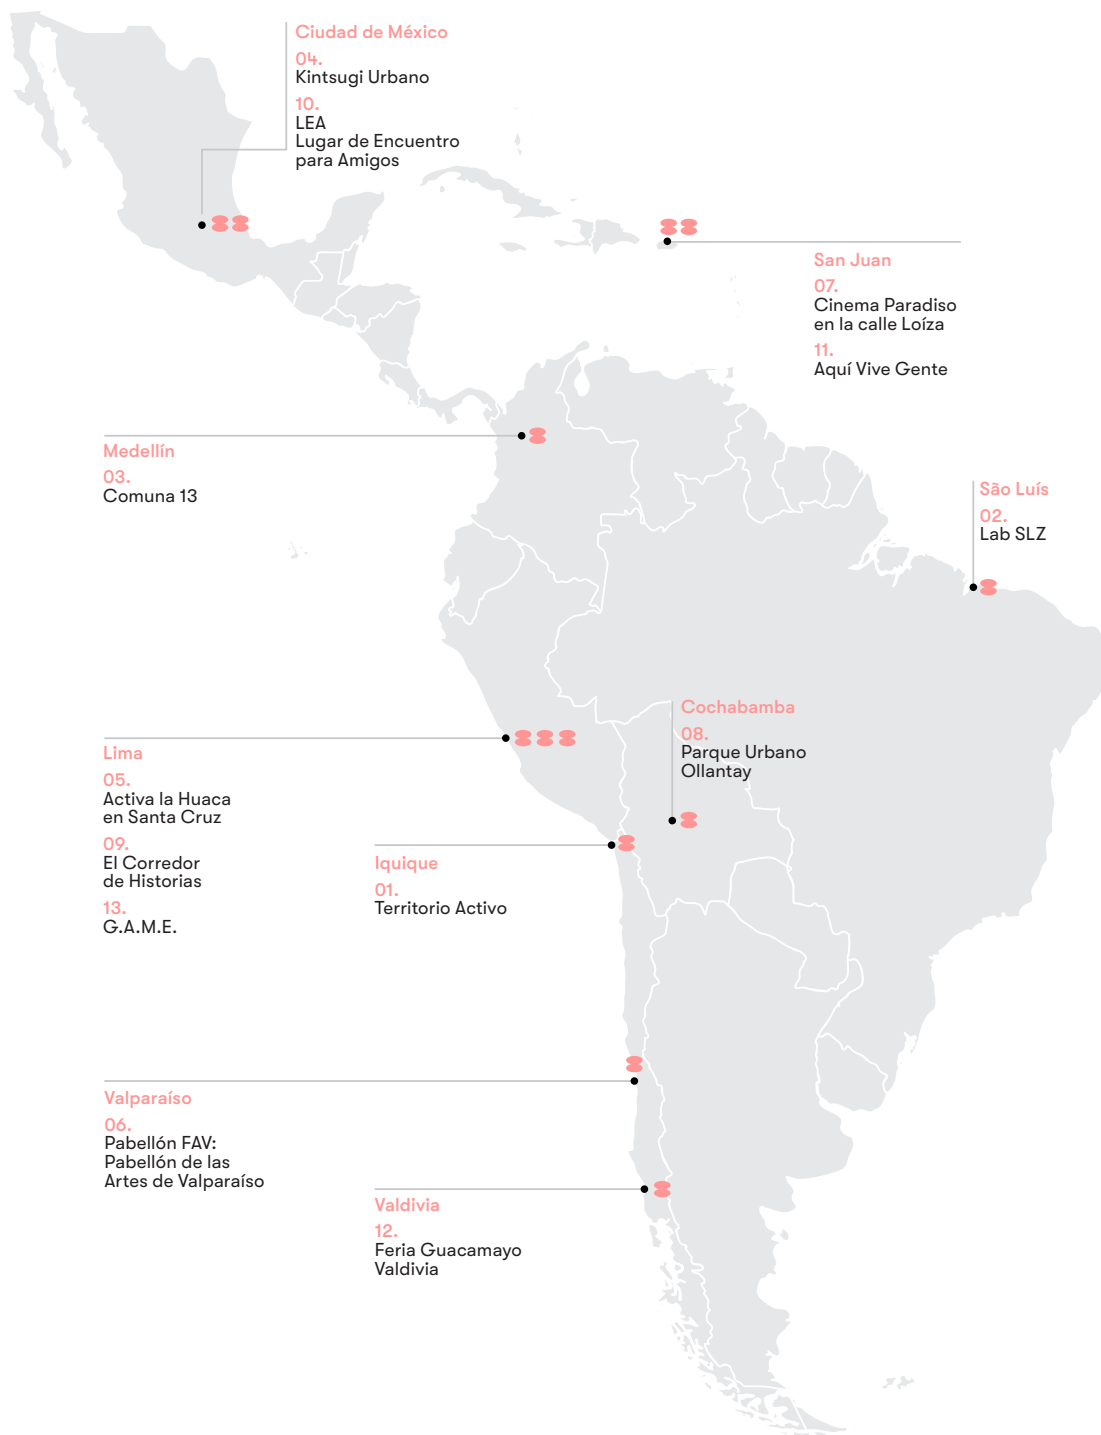 Ciudad de México
04.
Kintsugi Urbano
10.
LEA
Lugar de Encuentro
para Amigos
San Juan
07.
Cinema Paradiso
en la calle Loíza
11.
Aquí Vive Gente
Medellín
03.
Comuna 13
São Luís
02.
Lab SLZ
Cochabamba
08.
Parque Urbano
Ollantay
Lima
05.
Activa la Huaca
en Santa Cruz
09.
El Corredor
de Historias
13.
G.A.M.E.
Iquique
01.
Territorio Activo
Valparaíso
06.
Pabellón FAV:
Pabellón de las
Artes de Valparaíso
Valdivia
12.
Feria Guacamayo
Valdivia